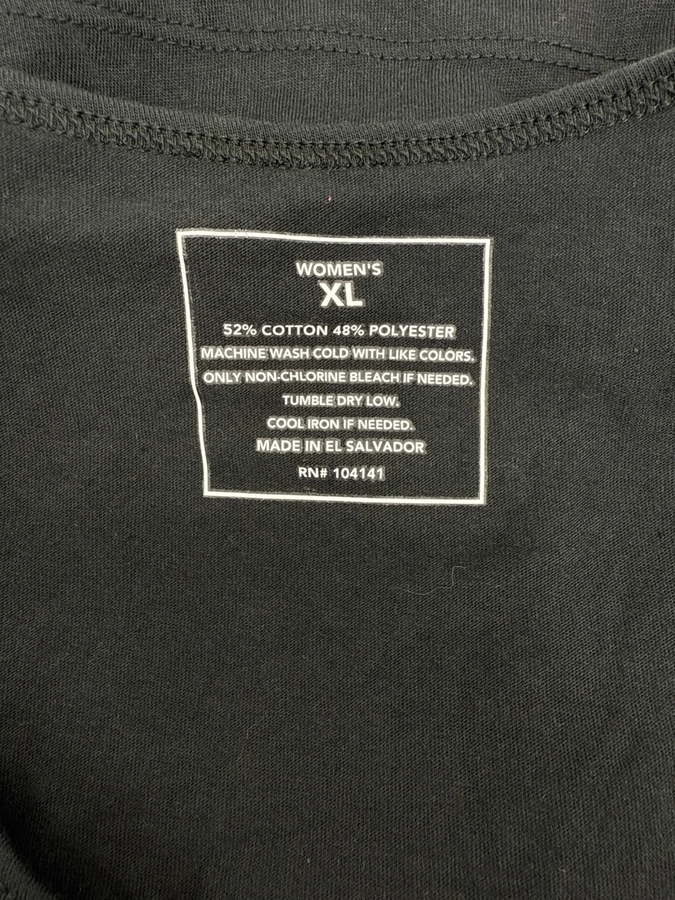 WOMEN'S
XL
52% COTTON 48% POLYESTER
MACHINE WASH COLD WITH LIKE COLORS.
ONLY NON-CHLORINE BLEACH IF NEEDED.
TUMBLE DRY LOW.
COOL IRON IF NEEDED.
MADE IN EL SALVADOR
RN# 104141